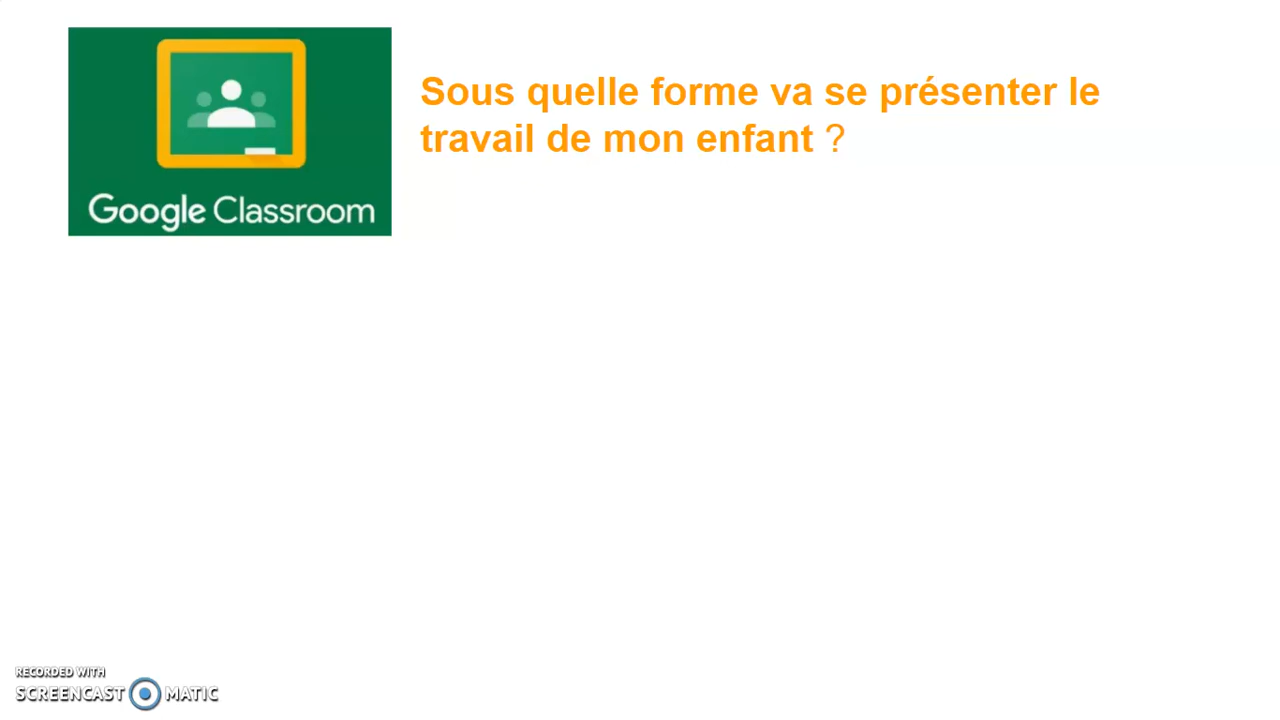 Google Classroom
Sous quelle forme va se présenter le
travail de mon enfant ?
RECORDED WITH
SCREENCAST MATIC